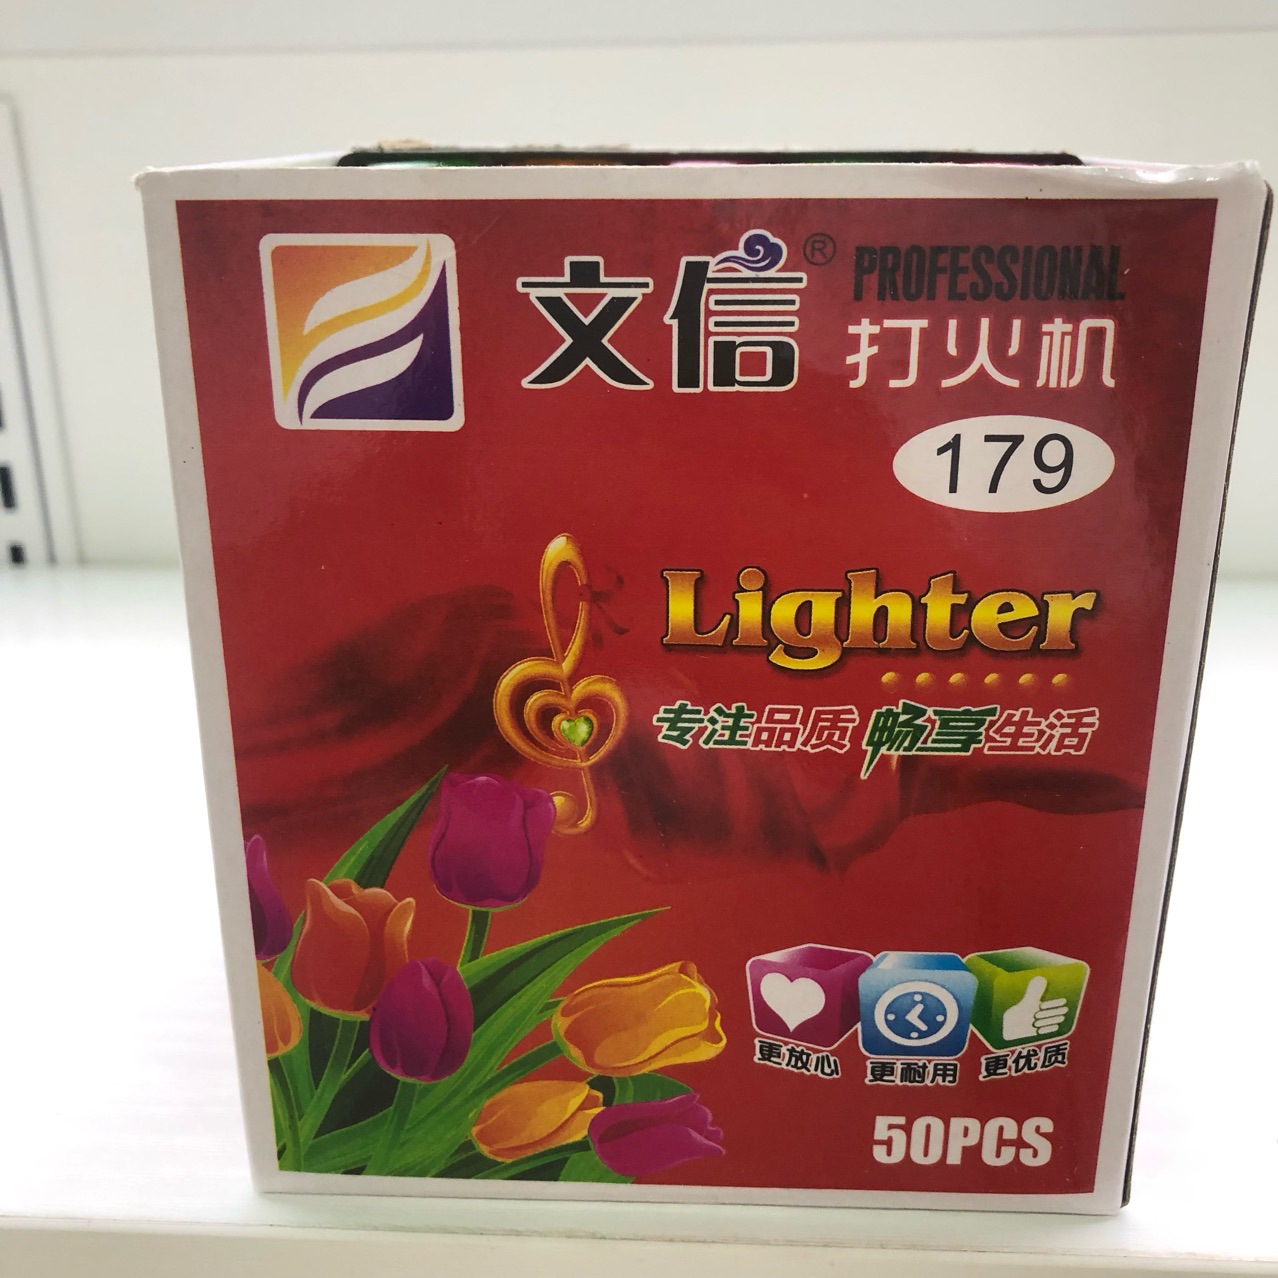 文信® PROFESSIONAL
打火机
179
Lighter
专注品质 畅享生活
更放心 更耐用 更优质
50PCS